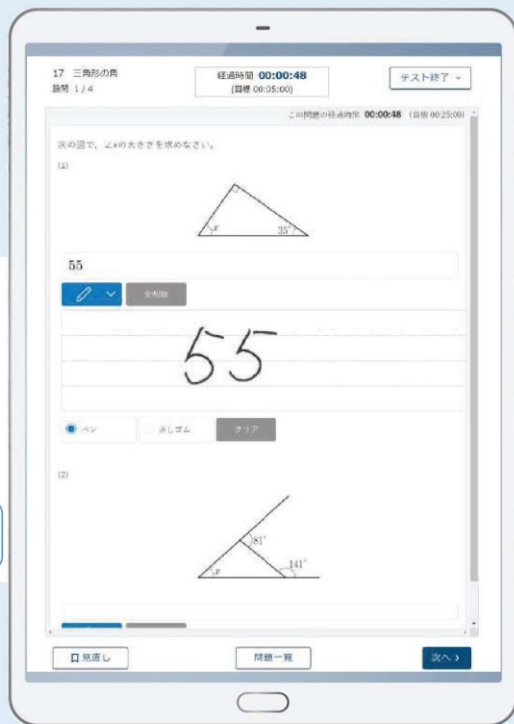 17 三角形の角
設問 1 / 4
経過時間 00:00:48
(目標 00:05:00)
テスト終了
この問題の経過時間 00:00:48 (目標 00:25:00)
次の図で、∠xの大きさを求めなさい。
(1)
x 35°
55
全削除
55
ペン 消しゴム クリア
(2)
81°
x 141°
見直し 問題一覧 次へ >